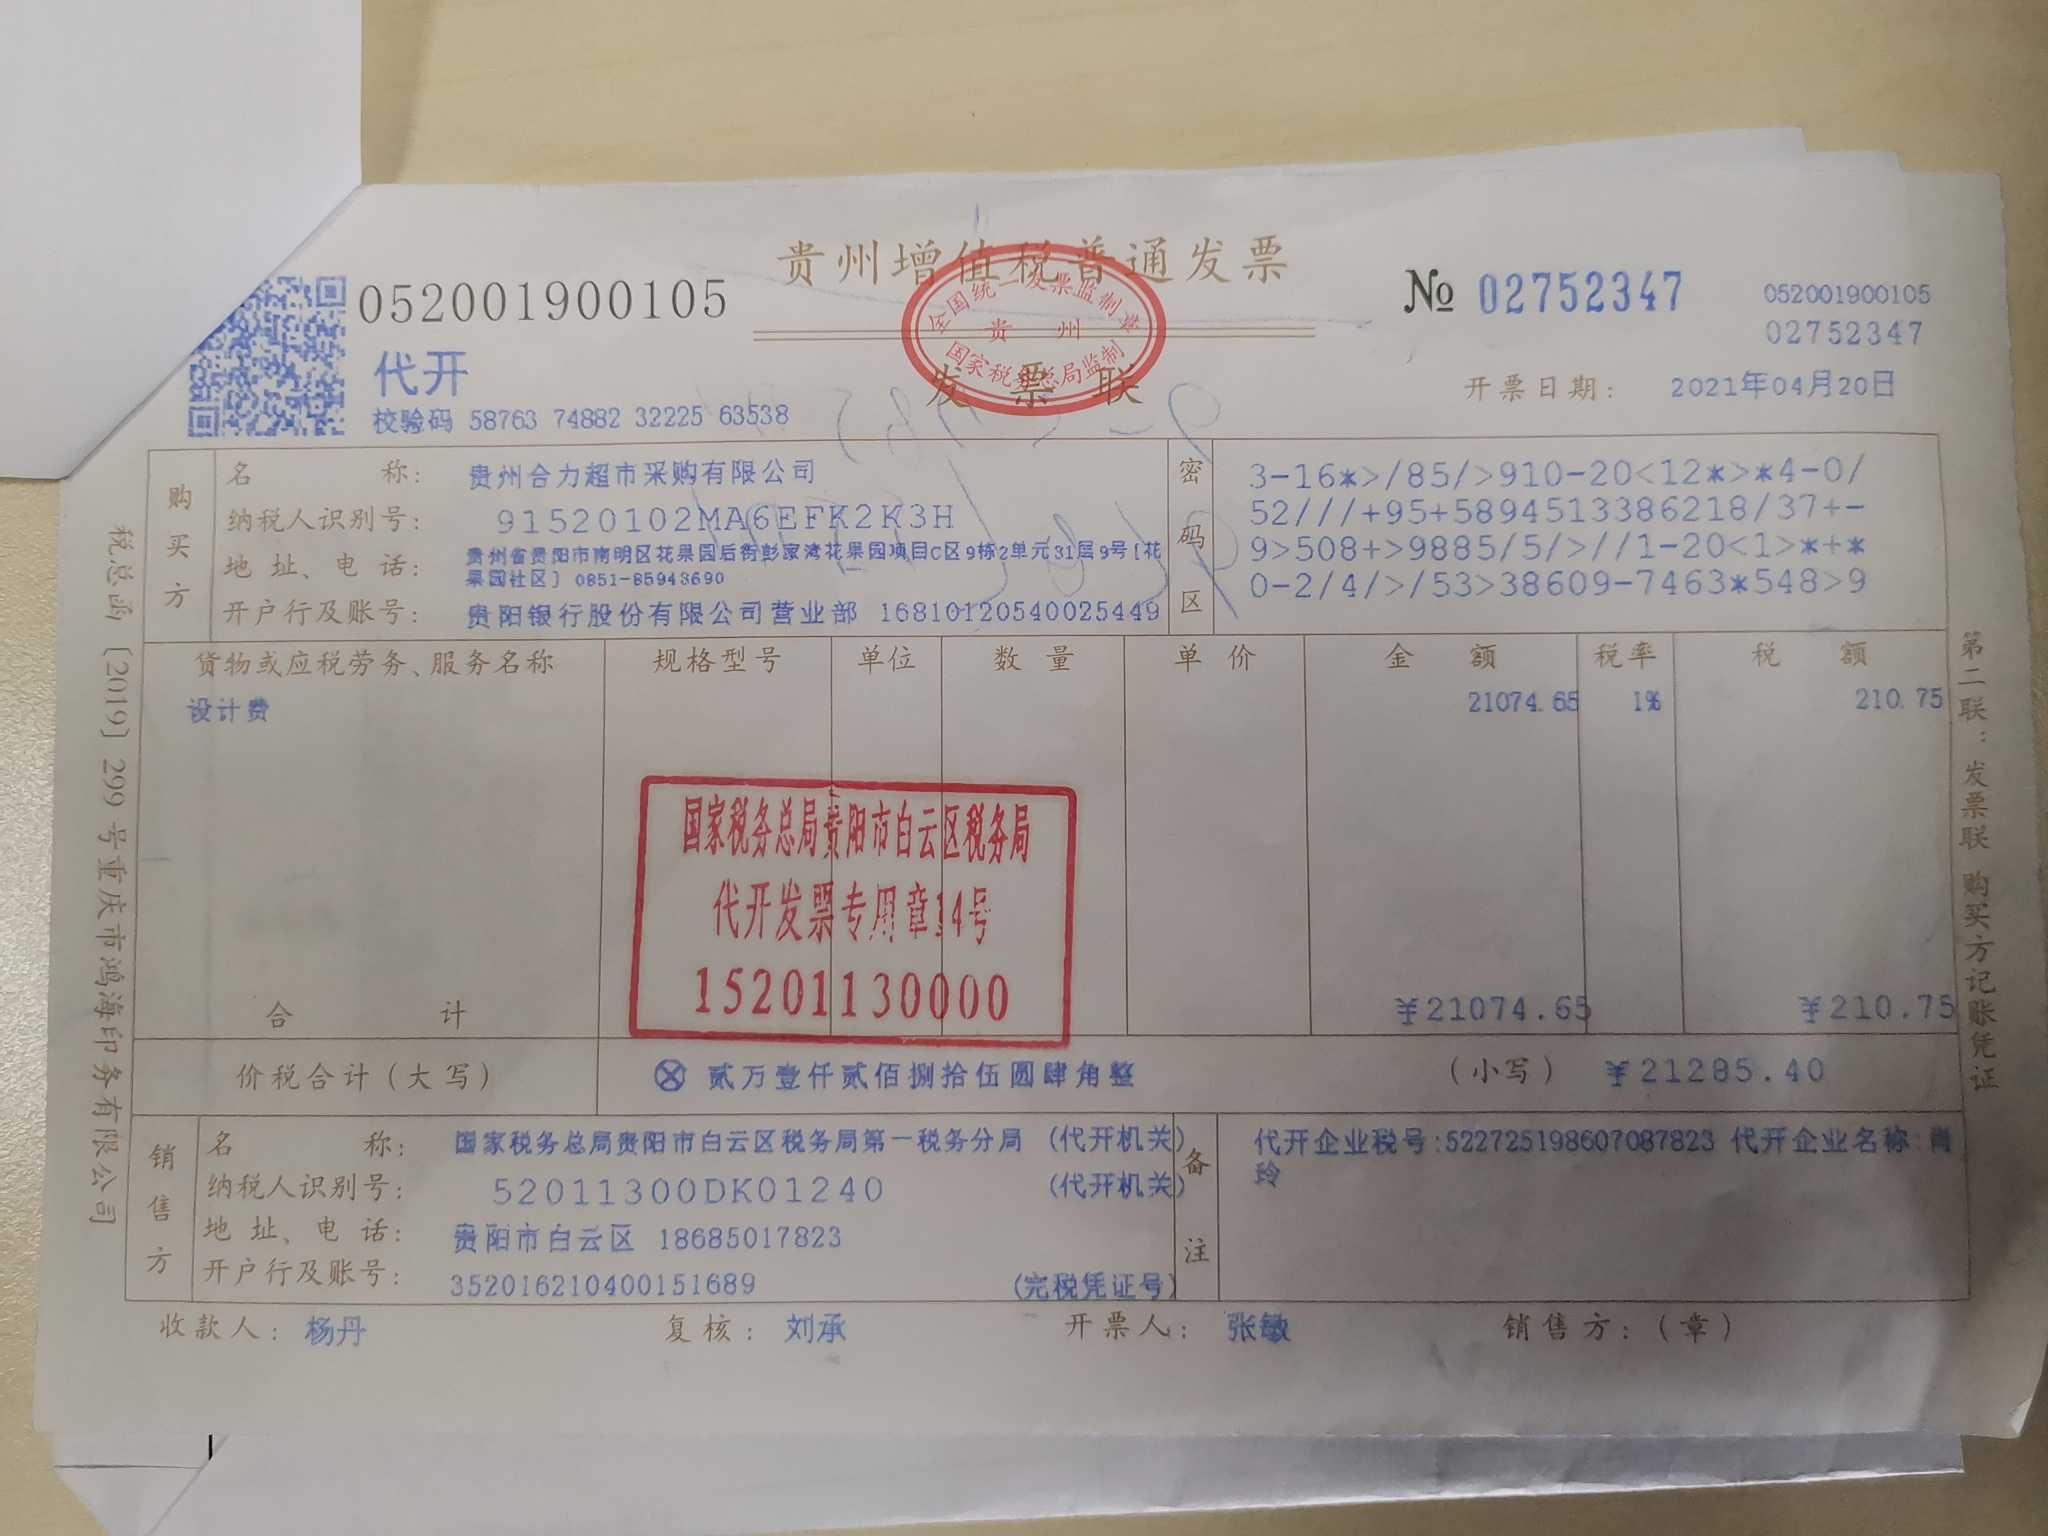 贵州增值税普通发票
全国统一发票监制章
贵 州
国家税务总局监制
发票联
052001900105
代开
校验码 58763 74882 32225 63538
№ 02752347
052001900105
02752347
开票日期: 2021年04月20日
购买方
名 称: 贵州合力超市采购有限公司
纳税人识别号: 91520102MA6EFK2K3H
地 址、电 话: 贵州省贵阳市南明区花果园后街彭家湾花果园项目C区9栋2单元31层9号[花
果园社区] 0851-85943690
开户行及账号: 贵阳银行股份有限公司营业部 16810120540025449
密码区
3-16*>/85/>910-20<12*>*4-0/
52///+95+5894513386218/37+-
9>508+>9885/5/>//1-20<1>*+*
0-2/4/>/53>38609-7463*548>9
货物或应税劳务、服务名称 规格型号 单位 数 量 单 价 金 额 税率 税 额
设计费 21074.65 1% 210.75
国家税务总局贵阳市白云区税务局
代开发票专用章14号
15201130000
合 计 ¥21074.65 ¥210.75
价税合计(大写) ⊗ 贰万壹仟贰佰捌拾伍圆肆角整 (小写) ¥21285.40
销售方
名 称: 国家税务总局贵阳市白云区税务局第一税务分局 (代开机关)
纳税人识别号: 52011300DK01240 (代开机关)
地 址、电 话: 贵阳市白云区 18685017823
开户行及账号: 352016210400151689 (完税凭证号)
备注
代开企业税号:522725198607087823 代开企业名称:肖
玲
收款人: 杨丹 复核: 刘承 开票人: 张敏 销售方:(章)
税总函[2019]299号重庆市鸿海印务有限公司
第二联:发票联 购买方记账凭证